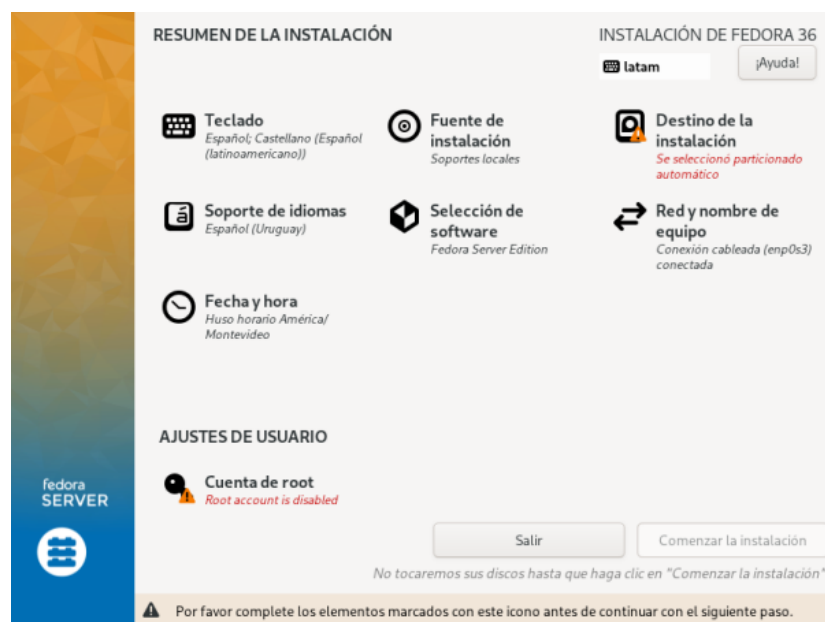 RESUMEN DE LA INSTALACIÓN
INSTALACIÓN DE FEDORA 36
latam
¡Ayuda!
Teclado
Español; Castellano (Español
(latinoamericano))
Fuente de
instalación
Soportes locales
Destino de la
instalación
Se seleccionó particionado
automático
á
Soporte de idiomas
Español (Uruguay)
Selección de
software
Fedora Server Edition
Red y nombre de
equipo
Conexión cableada (enp0s3)
conectada
Fecha y hora
Huso horario América/
Montevideo
AJUSTES DE USUARIO
Cuenta de root
Root account is disabled
fedora
SERVER
Salir
Comenzar la instalación
No tocaremos sus discos hasta que haga clic en "Comenzar la instalación"
Por favor complete los elementos marcados con este icono antes de continuar con el siguiente paso.